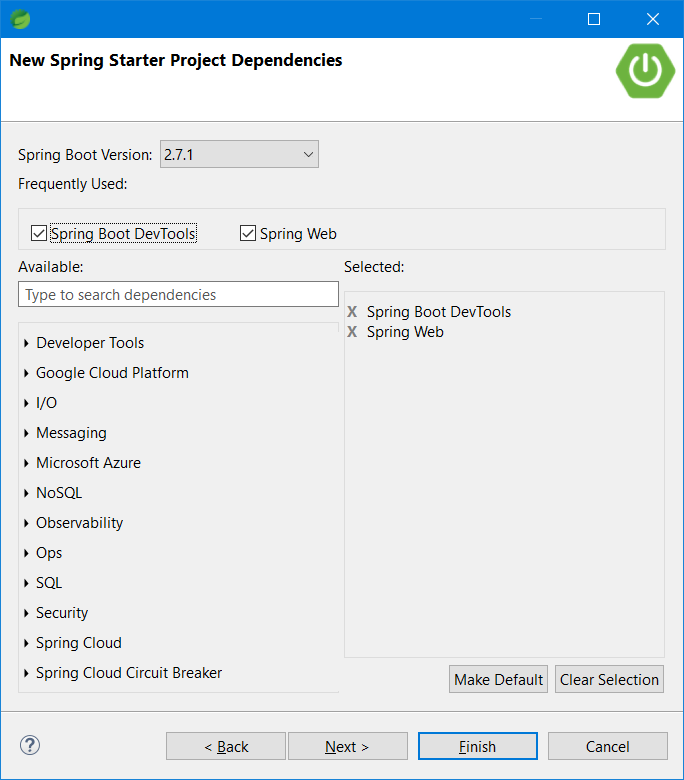 New Spring Starter Project Dependencies
Spring Boot Version: 2.7.1
Frequently Used:
Spring Boot DevTools Spring Web
Available: Selected:
Type to search dependencies
X Spring Boot DevTools
X Spring Web
Developer Tools
Google Cloud Platform
I/O
Messaging
Microsoft Azure
NoSQL
Observability
Ops
SQL
Security
Spring Cloud
Spring Cloud Circuit Breaker
Make Default Clear Selection
? < Back Next > Finish Cancel